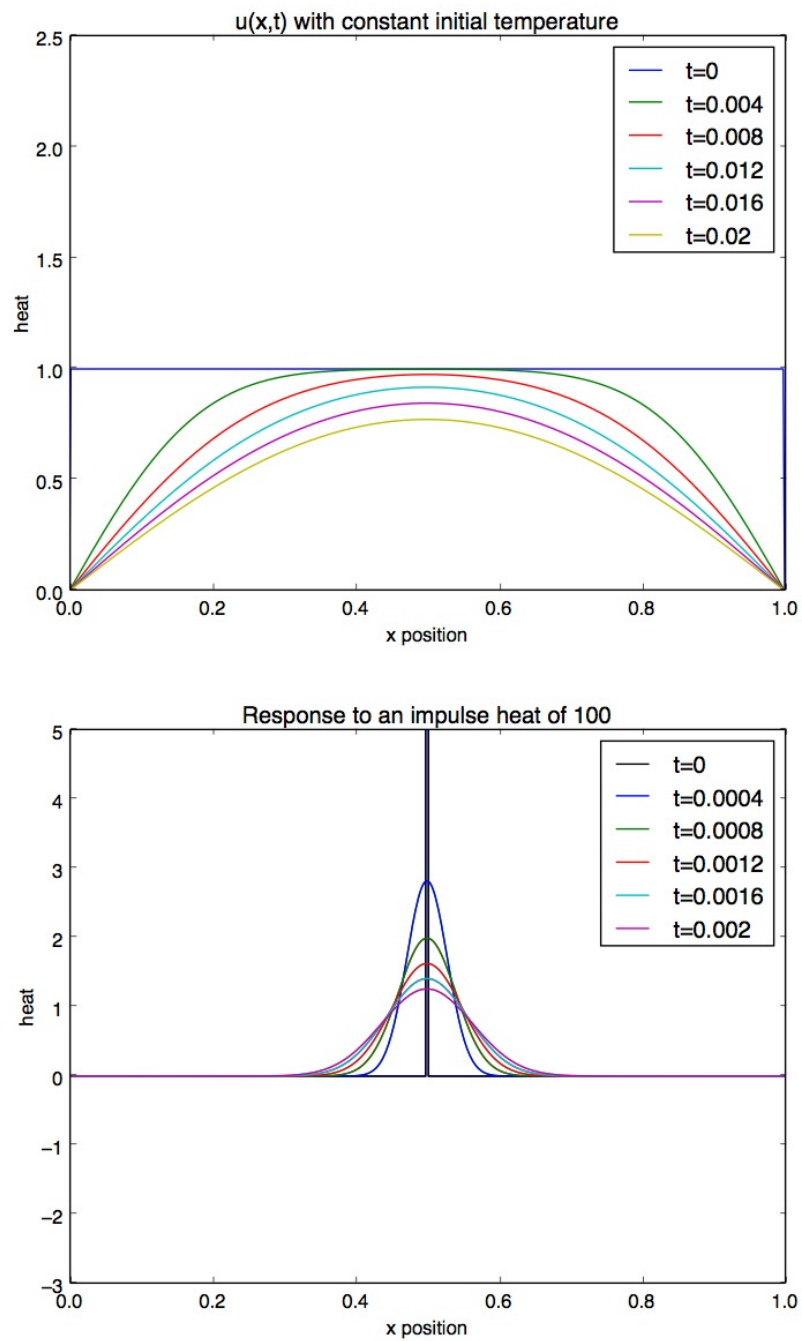 u(x,t) with constant initial temperature
2.5
2.0
1.5
1.0
0.5
0.0
heat
t=0
t=0.004
t=0.008
t=0.012
t=0.016
t=0.02
0.0 0.2 0.4 0.6 0.8 1.0
x position
Response to an impulse heat of 100
5
4
3
2
1
0
−1
−2
−3
heat
t=0
t=0.0004
t=0.0008
t=0.0012
t=0.0016
t=0.002
0.0 0.2 0.4 0.6 0.8 1.0
x position